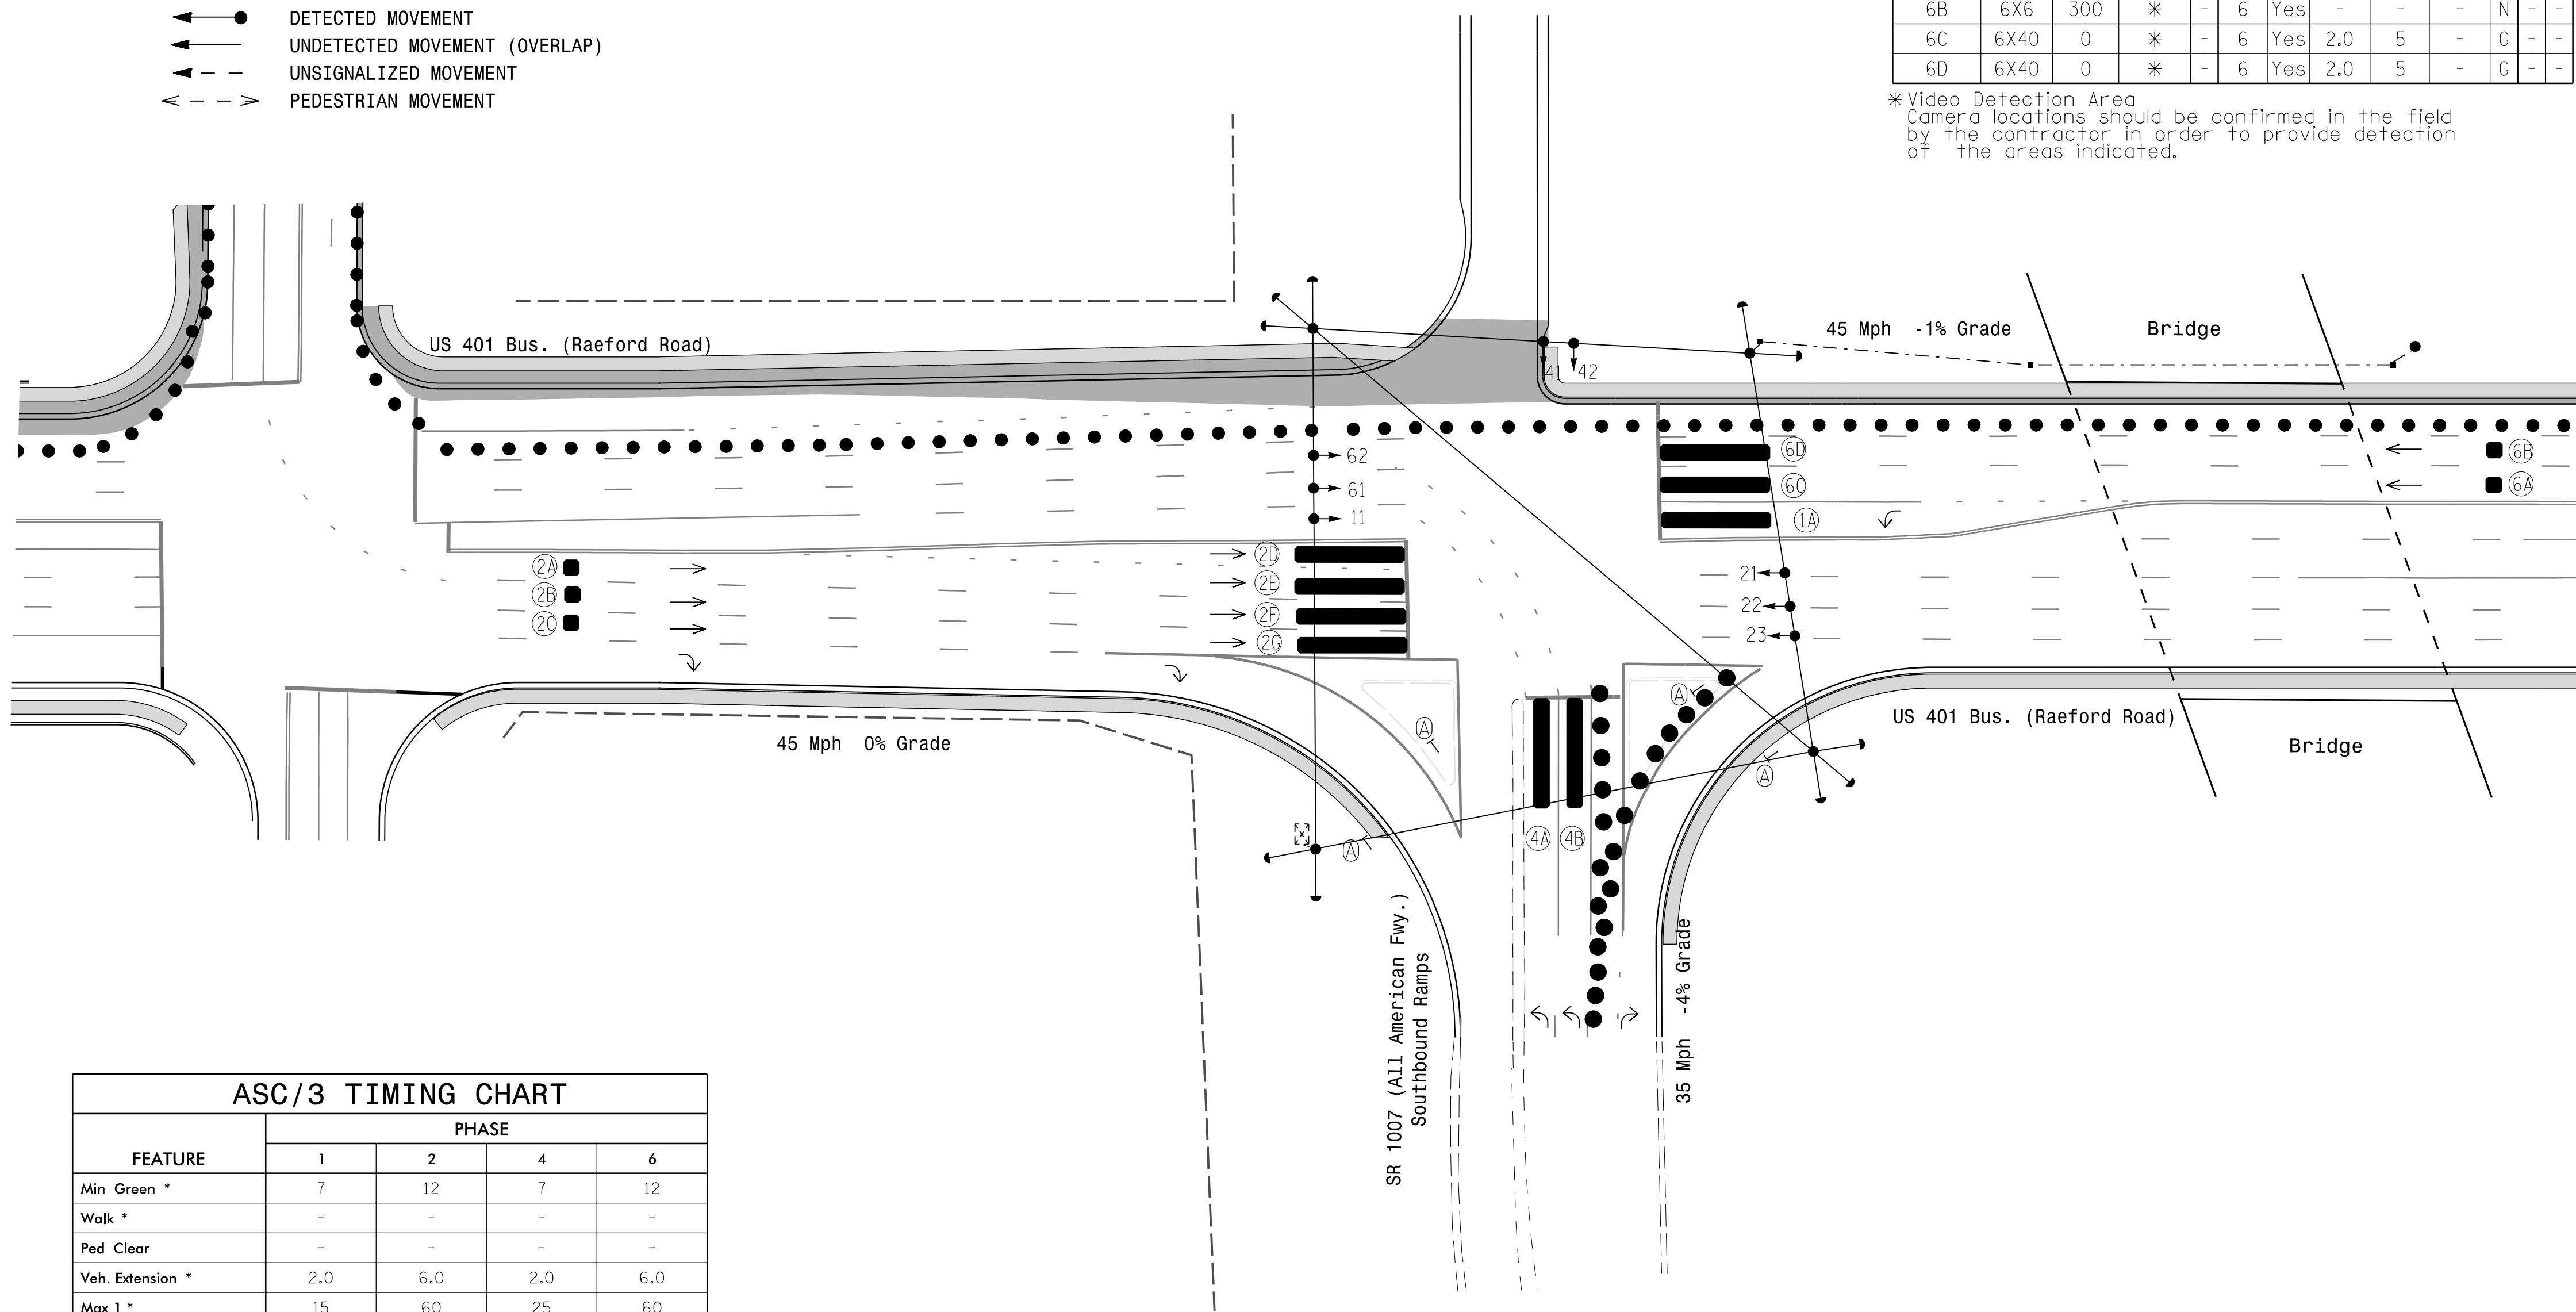 DETECTED MOVEMENT
UNDETECTED MOVEMENT (OVERLAP)
UNSIGNALIZED MOVEMENT
PEDESTRIAN MOVEMENT
6B 6X6 300 * - 6 Yes - - - N - -
6C 6X40 0 * - 6 Yes 2.0 5 - G - -
6D 6X40 0 * - 6 Yes 2.0 5 - G - -
* Video Detection Area
Camera locations should be confirmed in the field
by the contractor in order to provide detection
of the areas indicated.
US 401 Bus. (Raeford Road)
45 Mph -1% Grade
Bridge
41 42
62
61
11
6D
6C
1A
6B
6A
2A
2B
2C
2D
2E
2F
2G
21
22
23
45 Mph 0% Grade
A
A
A
A
X
4A 4B
US 401 Bus. (Raeford Road)
Bridge
SR 1007 (All American Fwy.)
Southbound Ramps
35 Mph -4% Grade
ASC/3 TIMING CHART
PHASE
FEATURE 1 2 4 6
Min Green * 7 12 7 12
Walk * - - - -
Ped Clear - - - -
Veh. Extension * 2.0 6.0 2.0 6.0
Max 1 * 15 60 25 60